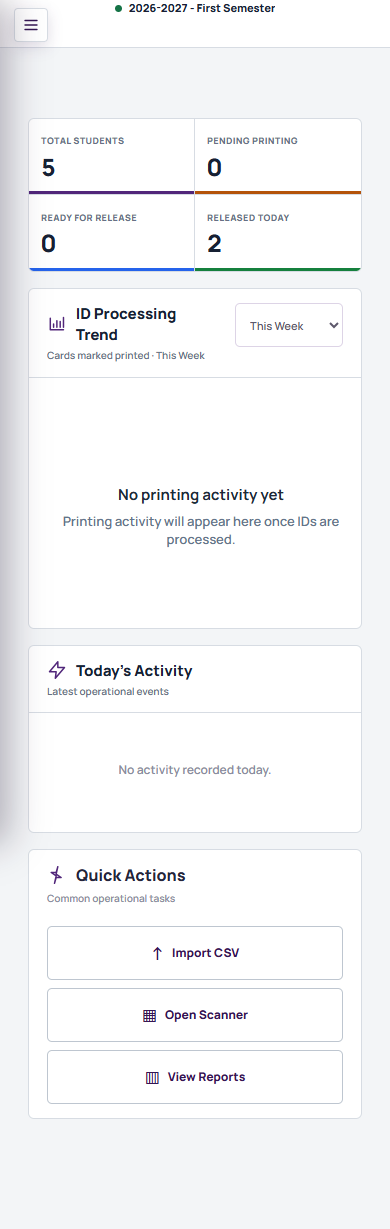 2026-2027 - First Semester
TOTAL STUDENTS
5
PENDING PRINTING
0
READY FOR RELEASE
0
RELEASED TODAY
2
ID Processing
Trend
Cards marked printed · This Week
This Week
No printing activity yet
Printing activity will appear here once IDs are
processed.
Today's Activity
Latest operational events
No activity recorded today.
Quick Actions
Common operational tasks
Import CSV
Open Scanner
View Reports